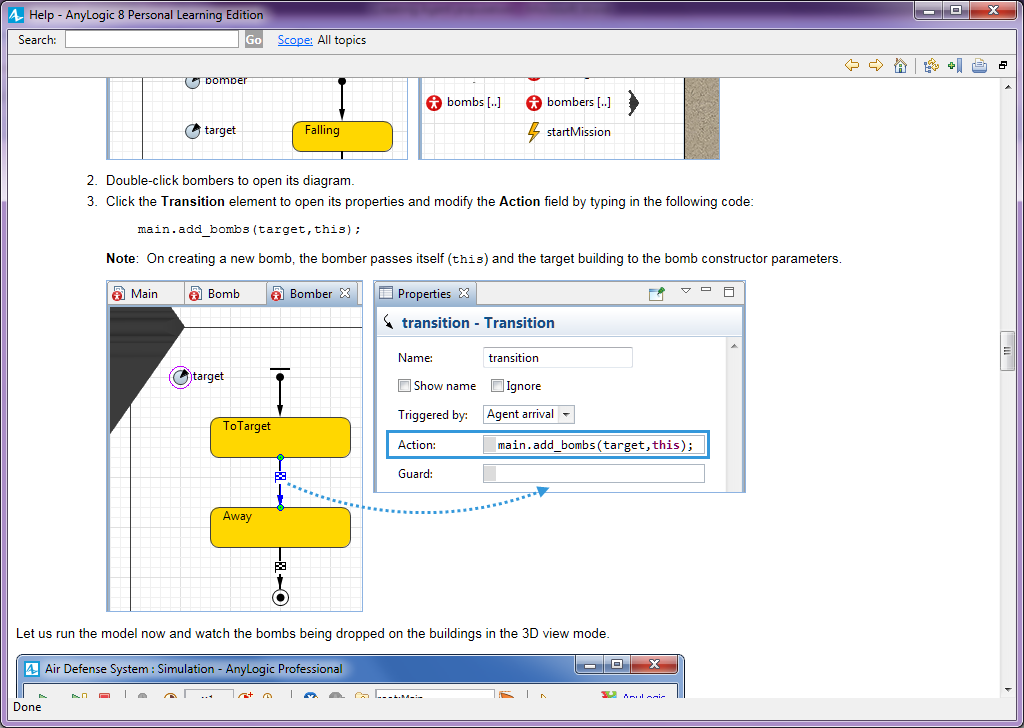 Help - AnyLogic 8 Personal Learning Edition
Search:
Go
Scope: All topics
bomber
target
Falling
bombs [..]
bombers [..]
startMission
2. Double-click bombers to open its diagram.
3. Click the Transition element to open its properties and modify the Action field by typing in the following code:
main.add_bombs(target,this);
Note: On creating a new bomb, the bomber passes itself (this) and the target building to the bomb constructor parameters.
Main
Bomb
Bomber
target
ToTarget
Away
Properties
transition - Transition
Name:
transition
Show name
Ignore
Triggered by:
Agent arrival
Action:
main.add_bombs(target,this);
Guard:
Let us run the model now and watch the bombs being dropped on the buildings in the 3D view mode.
Air Defense System : Simulation - AnyLogic Professional
root:Main
AnyLogic
Done